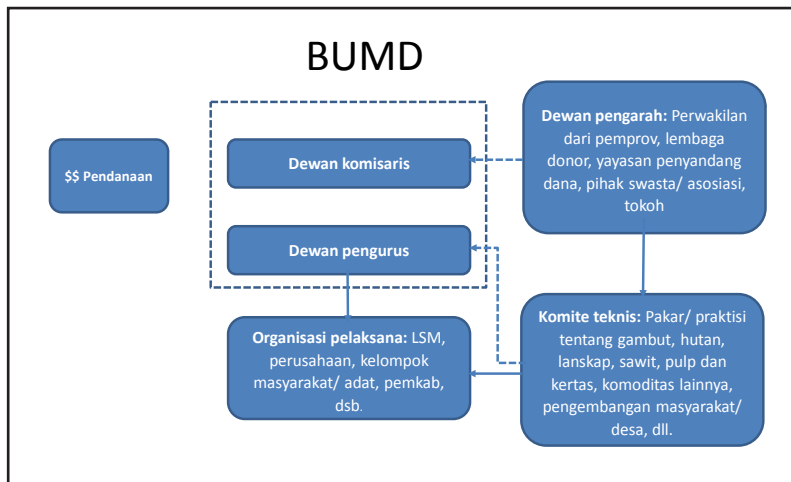 BUMD
$$ Pendanaan
Dewan komisaris
Dewan pengurus
Organisasi pelaksana: LSM,
perusahaan, kelompok
masyarakat/ adat, pemkab,
dsb.
Dewan pengarah: Perwakilan
dari pemprov, lembaga
donor, yayasan penyandang
dana, pihak swasta/ asosiasi,
tokoh
Komite teknis: Pakar/ praktisi
tentang gambut, hutan,
lanskap, sawit, pulp dan
kertas, komoditas lainnya,
pengembangan masyarakat/
desa, dll.